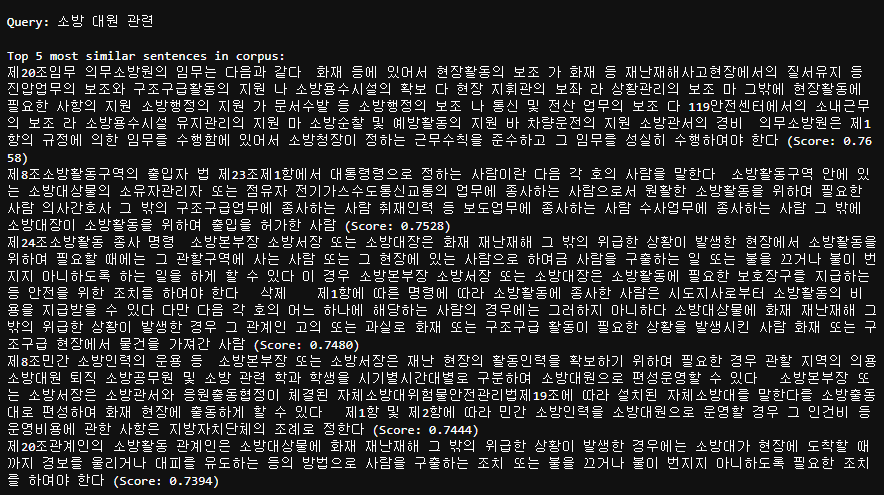 Query: 소방 대원 관련
Top 5 most similar sentences in corpus:
제20조임무 의무소방원의 임무는 다음과 같다  화재 등에 있어서 현장활동의 보조 가 화재 등 재난재해사고현장에서의 질서유지 등
진압업무의 보조와 구조구급활동의 지원 나 소방용수시설의 확보 다 현장 지휘관의 보좌 라 상황관리의 보조 마 그밖에 현장활동에
필요한 사항의 지원 소방행정의 지원 가 문서수발 등 소방행정의 보조 나 통신 및 전산 업무의 보조 다 119안전센터에서의 소내근무
의 보조 라 소방용수시설 유지관리의 지원 마 소방순찰 및 예방활동의 지원 바 차량운전의 지원 소방관서의 경비  의무소방원은 제1
항의 규정에 의한 임무를 수행함에 있어서 소방청장이 정하는 근무수칙을 준수하고 그 임무를 성실히 수행하여야 한다 (Score: 0.76
58)
제8조소방활동구역의 출입자 법 제23조제1항에서 대통령령으로 정하는 사람이란 다음 각 호의 사람을 말한다  소방활동구역 안에 있
는 소방대상물의 소유자관리자 또는 점유자 전기가스수도통신교통의 업무에 종사하는 사람으로서 원활한 소방활동을 위하여 필요한
사람 의사간호사 그 밖의 구조구급업무에 종사하는 사람 취재인력 등 보도업무에 종사하는 사람 수사업무에 종사하는 사람 그 밖에
소방대장이 소방활동을 위하여 출입을 허가한 사람 (Score: 0.7528)
제24조소방활동 종사 명령  소방본부장 소방서장 또는 소방대장은 화재 재난재해 그 밖의 위급한 상황이 발생한 현장에서 소방활동을
위하여 필요할 때에는 그 관할구역에 사는 사람 또는 그 현장에 있는 사람으로 하여금 사람을 구출하는 일 또는 불을 끄거나 불이 번
지지 아니하도록 하는 일을 하게 할 수 있다 이 경우 소방본부장 소방서장 또는 소방대장은 소방활동에 필요한 보호장구를 지급하는
등 안전을 위한 조치를 하여야 한다   삭제   제1항에 따른 명령에 따라 소방활동에 종사한 사람은 시도지사로부터 소방활동의 비
용을 지급받을 수 있다 다만 다음 각 호의 어느 하나에 해당하는 사람의 경우에는 그러하지 아니하다 소방대상물에 화재 재난재해 그
밖의 위급한 상황이 발생한 경우 그 관계인 고의 또는 과실로 화재 또는 구조구급 활동이 필요한 상황을 발생시킨 사람 화재 또는 구
조구급 현장에서 물건을 가져간 사람 (Score: 0.7480)
제8조민간 소방인력의 운용 등  소방본부장 또는 소방서장은 재난 현장의 활동인력을 확보하기 위하여 필요한 경우 관할 지역의 의용
소방대원 퇴직 소방공무원 및 소방 관련 학과 학생을 시기별시간대별로 구분하여 소방대원으로 편성운영할 수 있다   소방본부장 또
는 소방서장은 소방관서와 응원출동협정이 체결된 자체소방대위험물안전관리법제19조에 따라 설치된 자체소방대를 말한다를 소방출동
대로 편성하여 화재 현장에 출동하게 할 수 있다   제1항 및 제2항에 따라 민간 소방인력을 소방대원으로 운영할 경우 그 인건비 등
운영비용에 관한 사항은 지방자치단체의 조례로 정한다 (Score: 0.7444)
제20조관계인의 소방활동 관계인은 소방대상물에 화재 재난재해 그 밖의 위급한 상황이 발생한 경우에는 소방대가 현장에 도착할 때
까지 경보를 울리거나 대피를 유도하는 등의 방법으로 사람을 구출하는 조치 또는 불을 끄거나 불이 번지지 아니하도록 필요한 조치
를 하여야 한다 (Score: 0.7394)